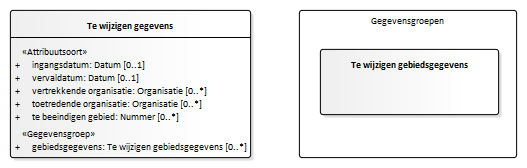 Te wijzigen gegevens
«Attribuutsoort»
+ ingangsdatum: Datum [0..1]
+ vervaldatum: Datum [0..1]
+ vertrekkende organisatie: Organisatie [0..*]
+ toetredende organisatie: Organisatie [0..*]
+ te beeindigen gebied: Nummer [0..*]
«Gegevensgroep»
+ gebiedsgegevens: Te wijzigen gebiedsgegevens [0..*]
Gegevensgroepen
Te wijzigen gebiedsgegevens